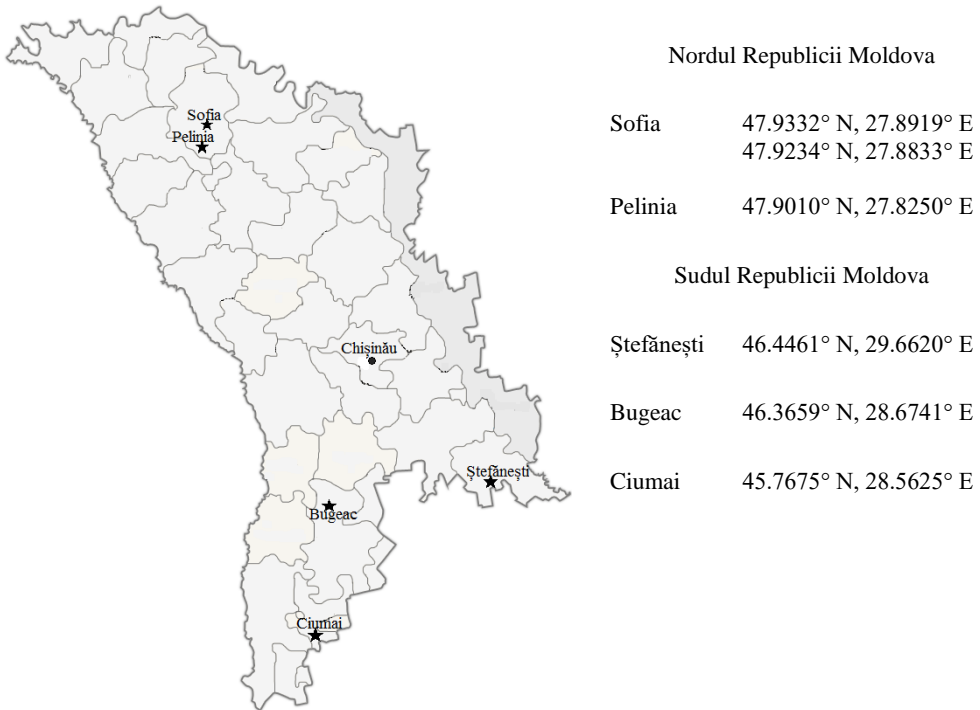 Sofia
Pelinia
Chișinău
Ștefănești
Bugeac
Ciumai
Nordul Republicii Moldova
Sofia 47.9332° N, 27.8919° E
47.9234° N, 27.8833° E
Pelinia 47.9010° N, 27.8250° E
Sudul Republicii Moldova
Ștefănești 46.4461° N, 29.6620° E
Bugeac 46.3659° N, 28.6741° E
Ciumai 45.7675° N, 28.5625° E